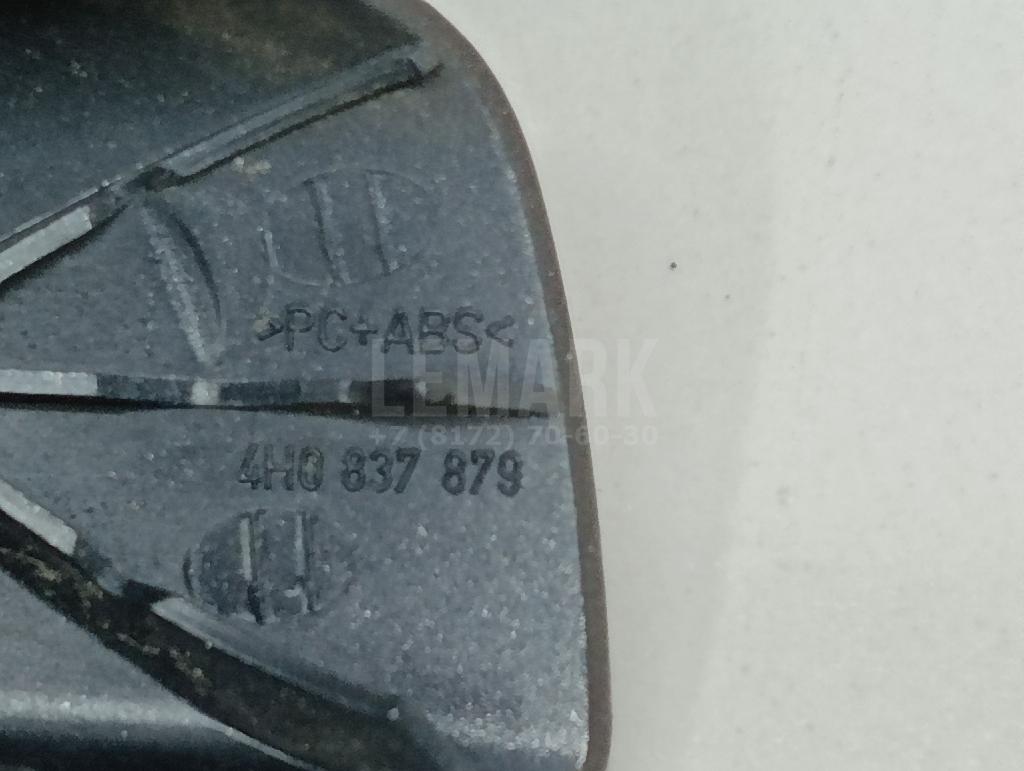 >PC+ABS<
LEMARK
+7 (8172) 70-60-30
4H0 837 879